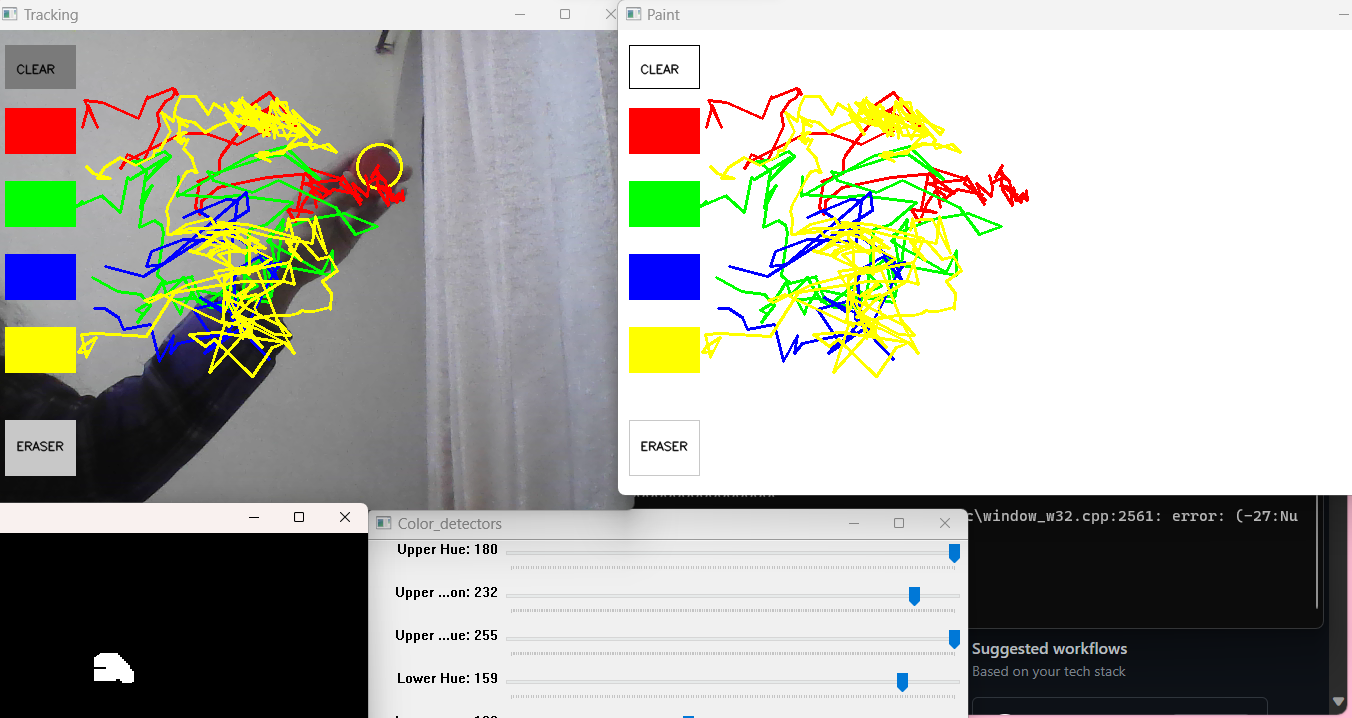 Tracking
CLEAR
ERASER
Paint
CLEAR
ERASER
c\window_w32.cpp:2561: error: (-27:Nu
Color_detectors
Upper Hue: 180
Upper ...on: 232
Upper ...ue: 255
Lower Hue: 159
Suggested workflows
Based on your tech stack